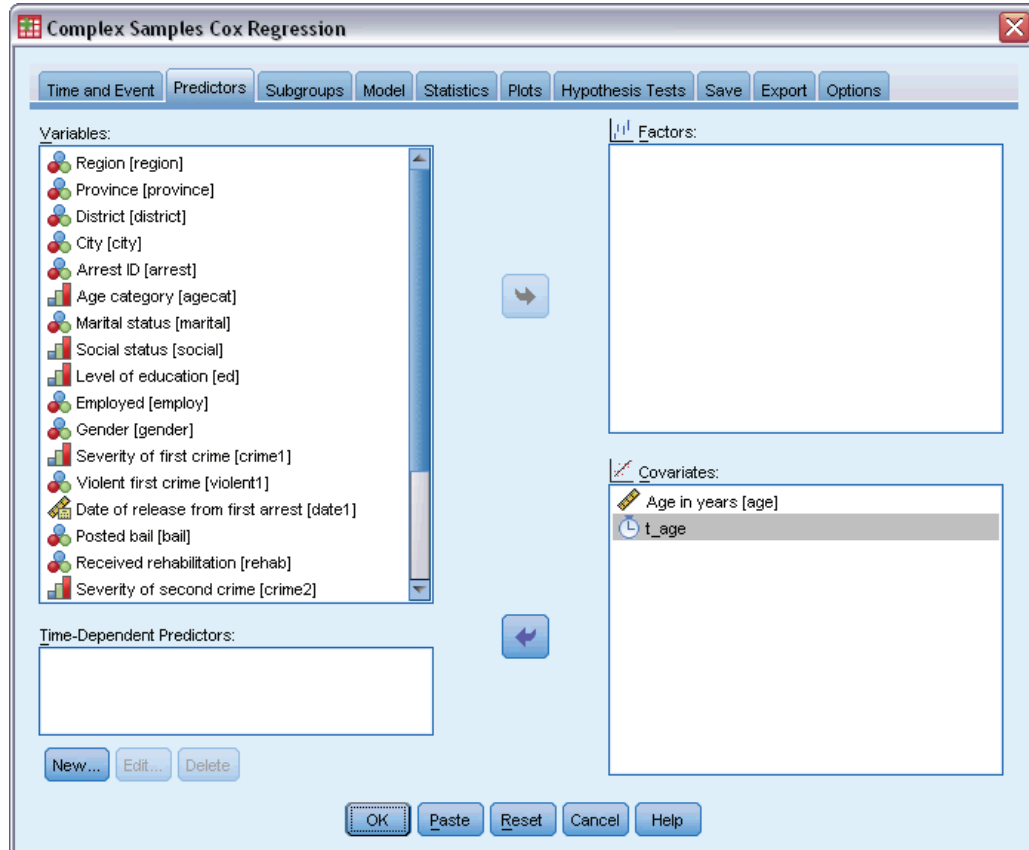 Complex Samples Cox Regression
Time and Event Predictors Subgroups Model Statistics Plots Hypothesis Tests Save Export Options
Variables:
Region [region]
Province [province]
District [district]
City [city]
Arrest ID [arrest]
Age category [agecat]
Marital status [marital]
Social status [social]
Level of education [ed]
Employed [employ]
Gender [gender]
Severity of first crime [crime1]
Violent first crime [violent1]
Date of release from first arrest [date1]
Posted bail [bail]
Received rehabilitation [rehab]
Severity of second crime [crime2]
Time-Dependent Predictors:
New... Edit... Delete
Factors:
Covariates:
Age in years [age]
t_age
OK Paste Reset Cancel Help